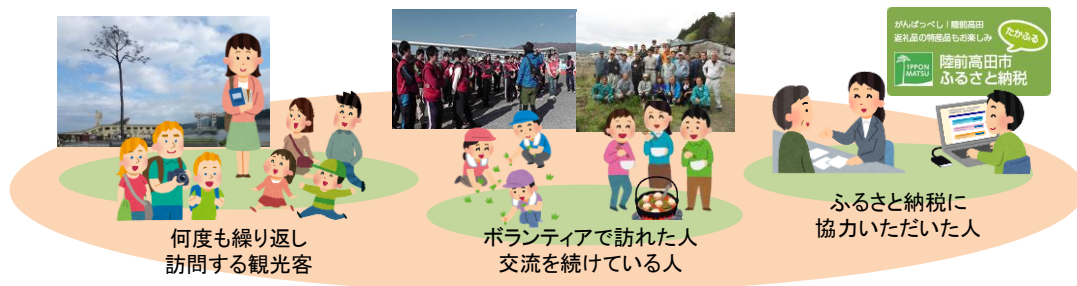 がんばっぺし！陸前高田
返礼品の特産品もお楽しみ
たかふる
IPPON
MATSU
陸前高田市
ふるさと納税
何度も繰り返し
訪問する観光客
ボランティアで訪れた人
交流を続けている人
ふるさと納税に
協力いただいた人